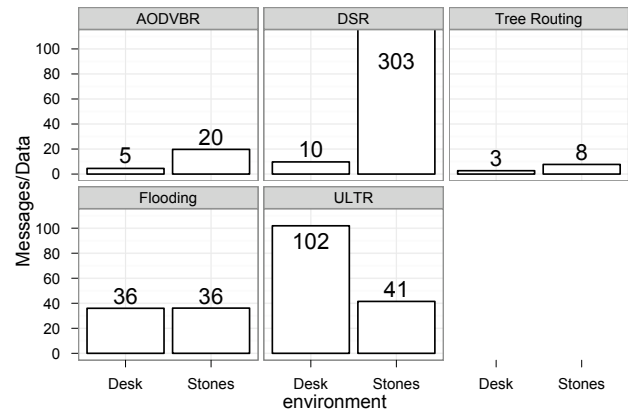 AODVBR DSR Tree Routing
100
80
60
40
20
0
5 20 10 303 3 8
Flooding ULTR
100
80
60
40
20
0
36 36 102 41
Messages/Data
Desk Stones Desk Stones Desk Stones
environment